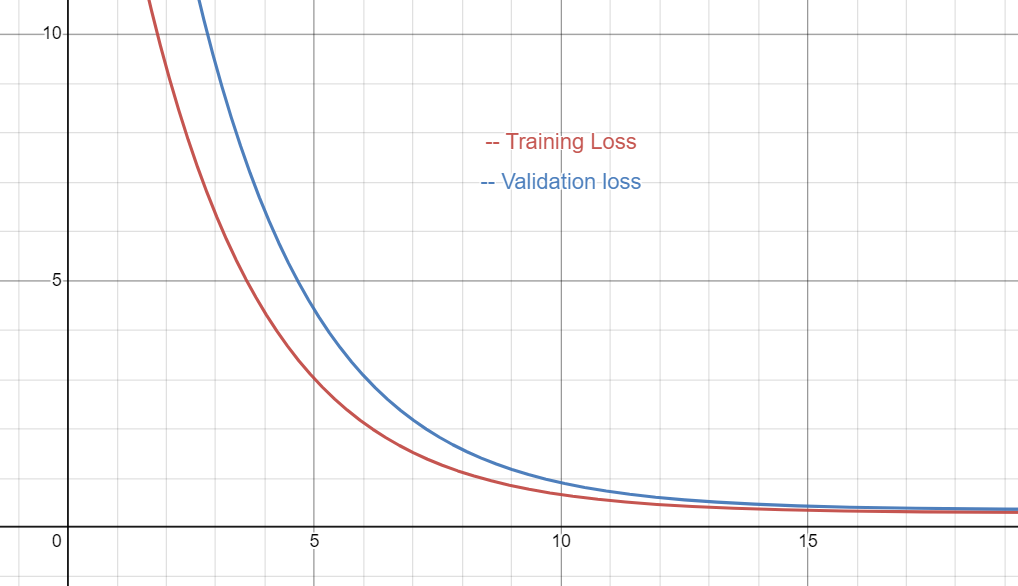 10
-- Training Loss
-- Validation loss
5
0 5 10 15